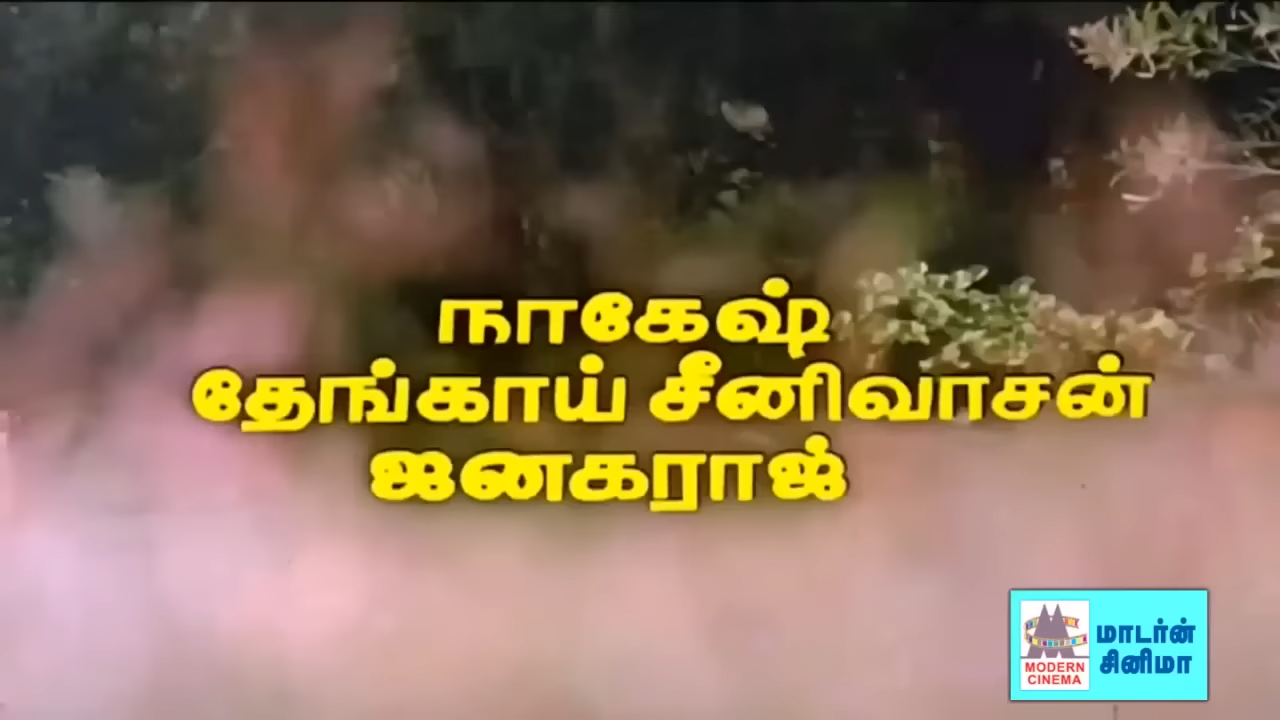 நாகேஷ்
தேங்காய் சீனிவாசன்
ஜனகராஜ்
மாடர்ன்
சினிமா
MODERN
CINEMA